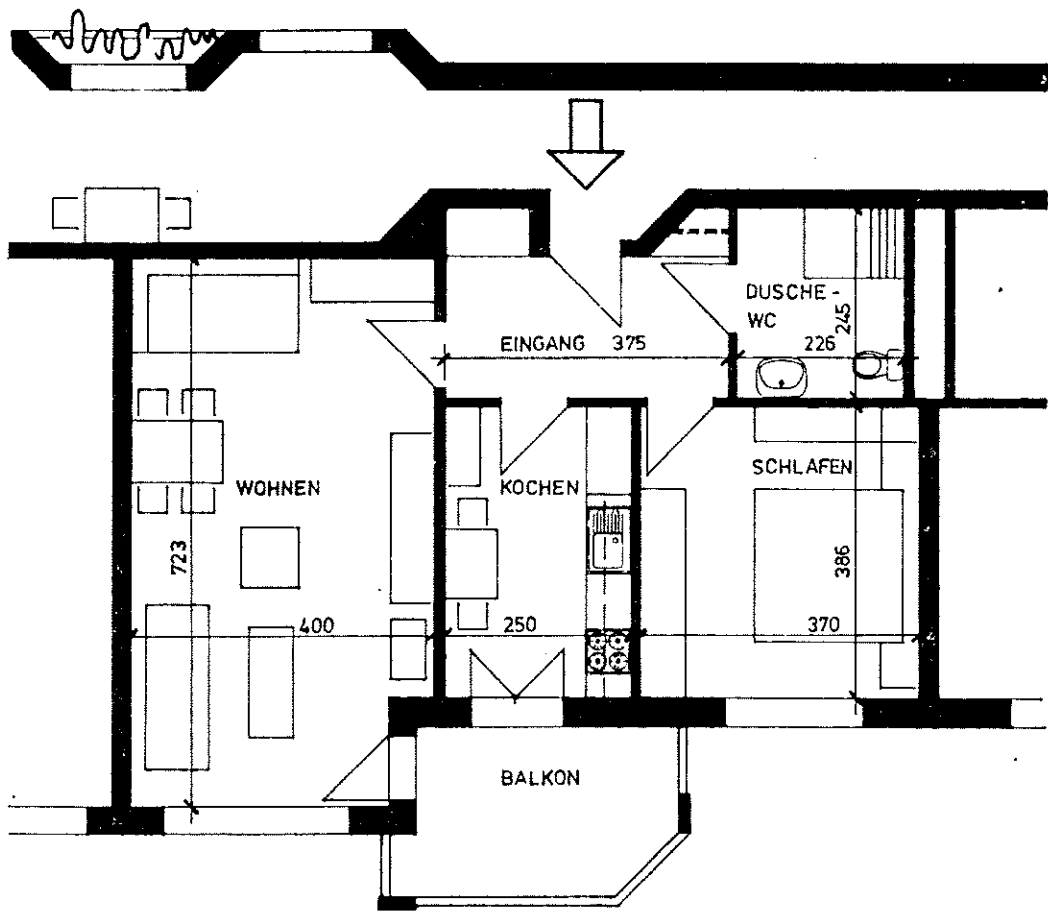 DUSCHE-
WC
245
EINGANG 375
226
WOHNEN
KOCHEN
SCHLAFEN
723
386
400
250
370
BALKON